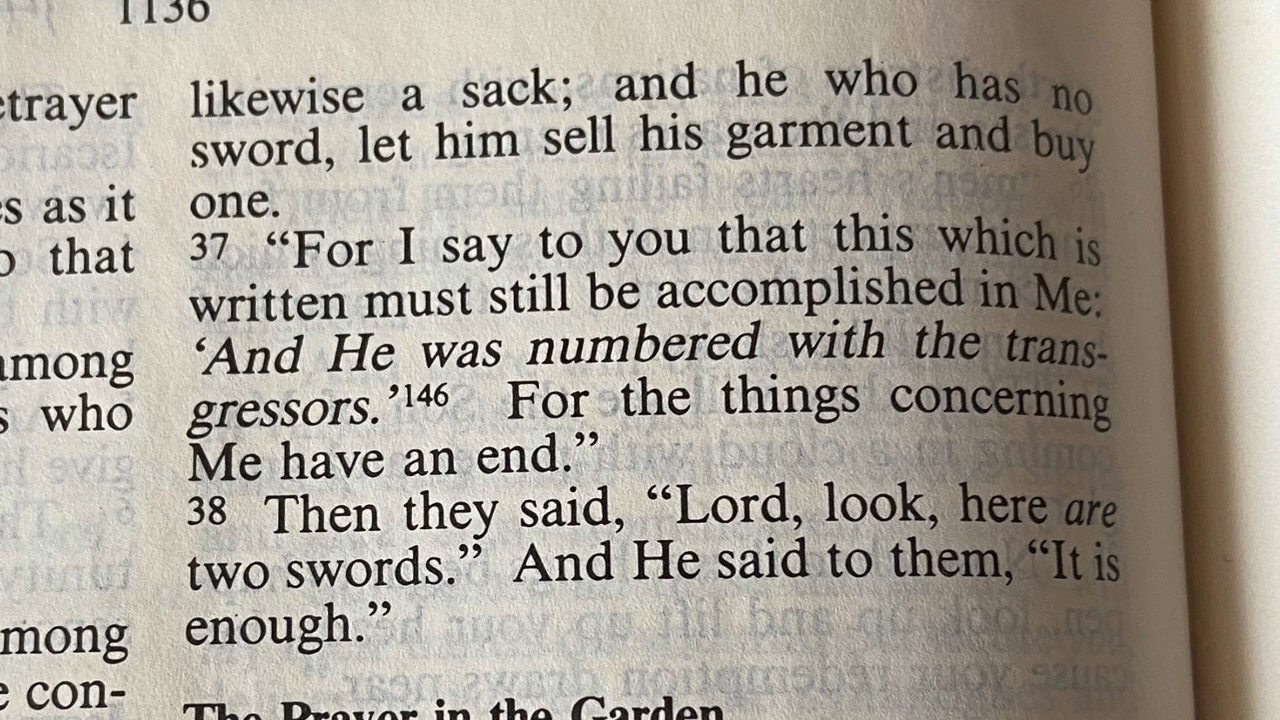 1136
etrayer
es as it
o that
among
s who
mong
e con-
likewise a sack; and he who has no
sword, let him sell his garment and buy
one.
37 “For I say to you that this which is
written must still be accomplished in Me:
‘And He was numbered with the trans-
gressors.’146 For the things concerning
Me have an end.”
38 Then they said, “Lord, look, here are
two swords.” And He said to them, “It is
enough.”
The Prayer in the Garden